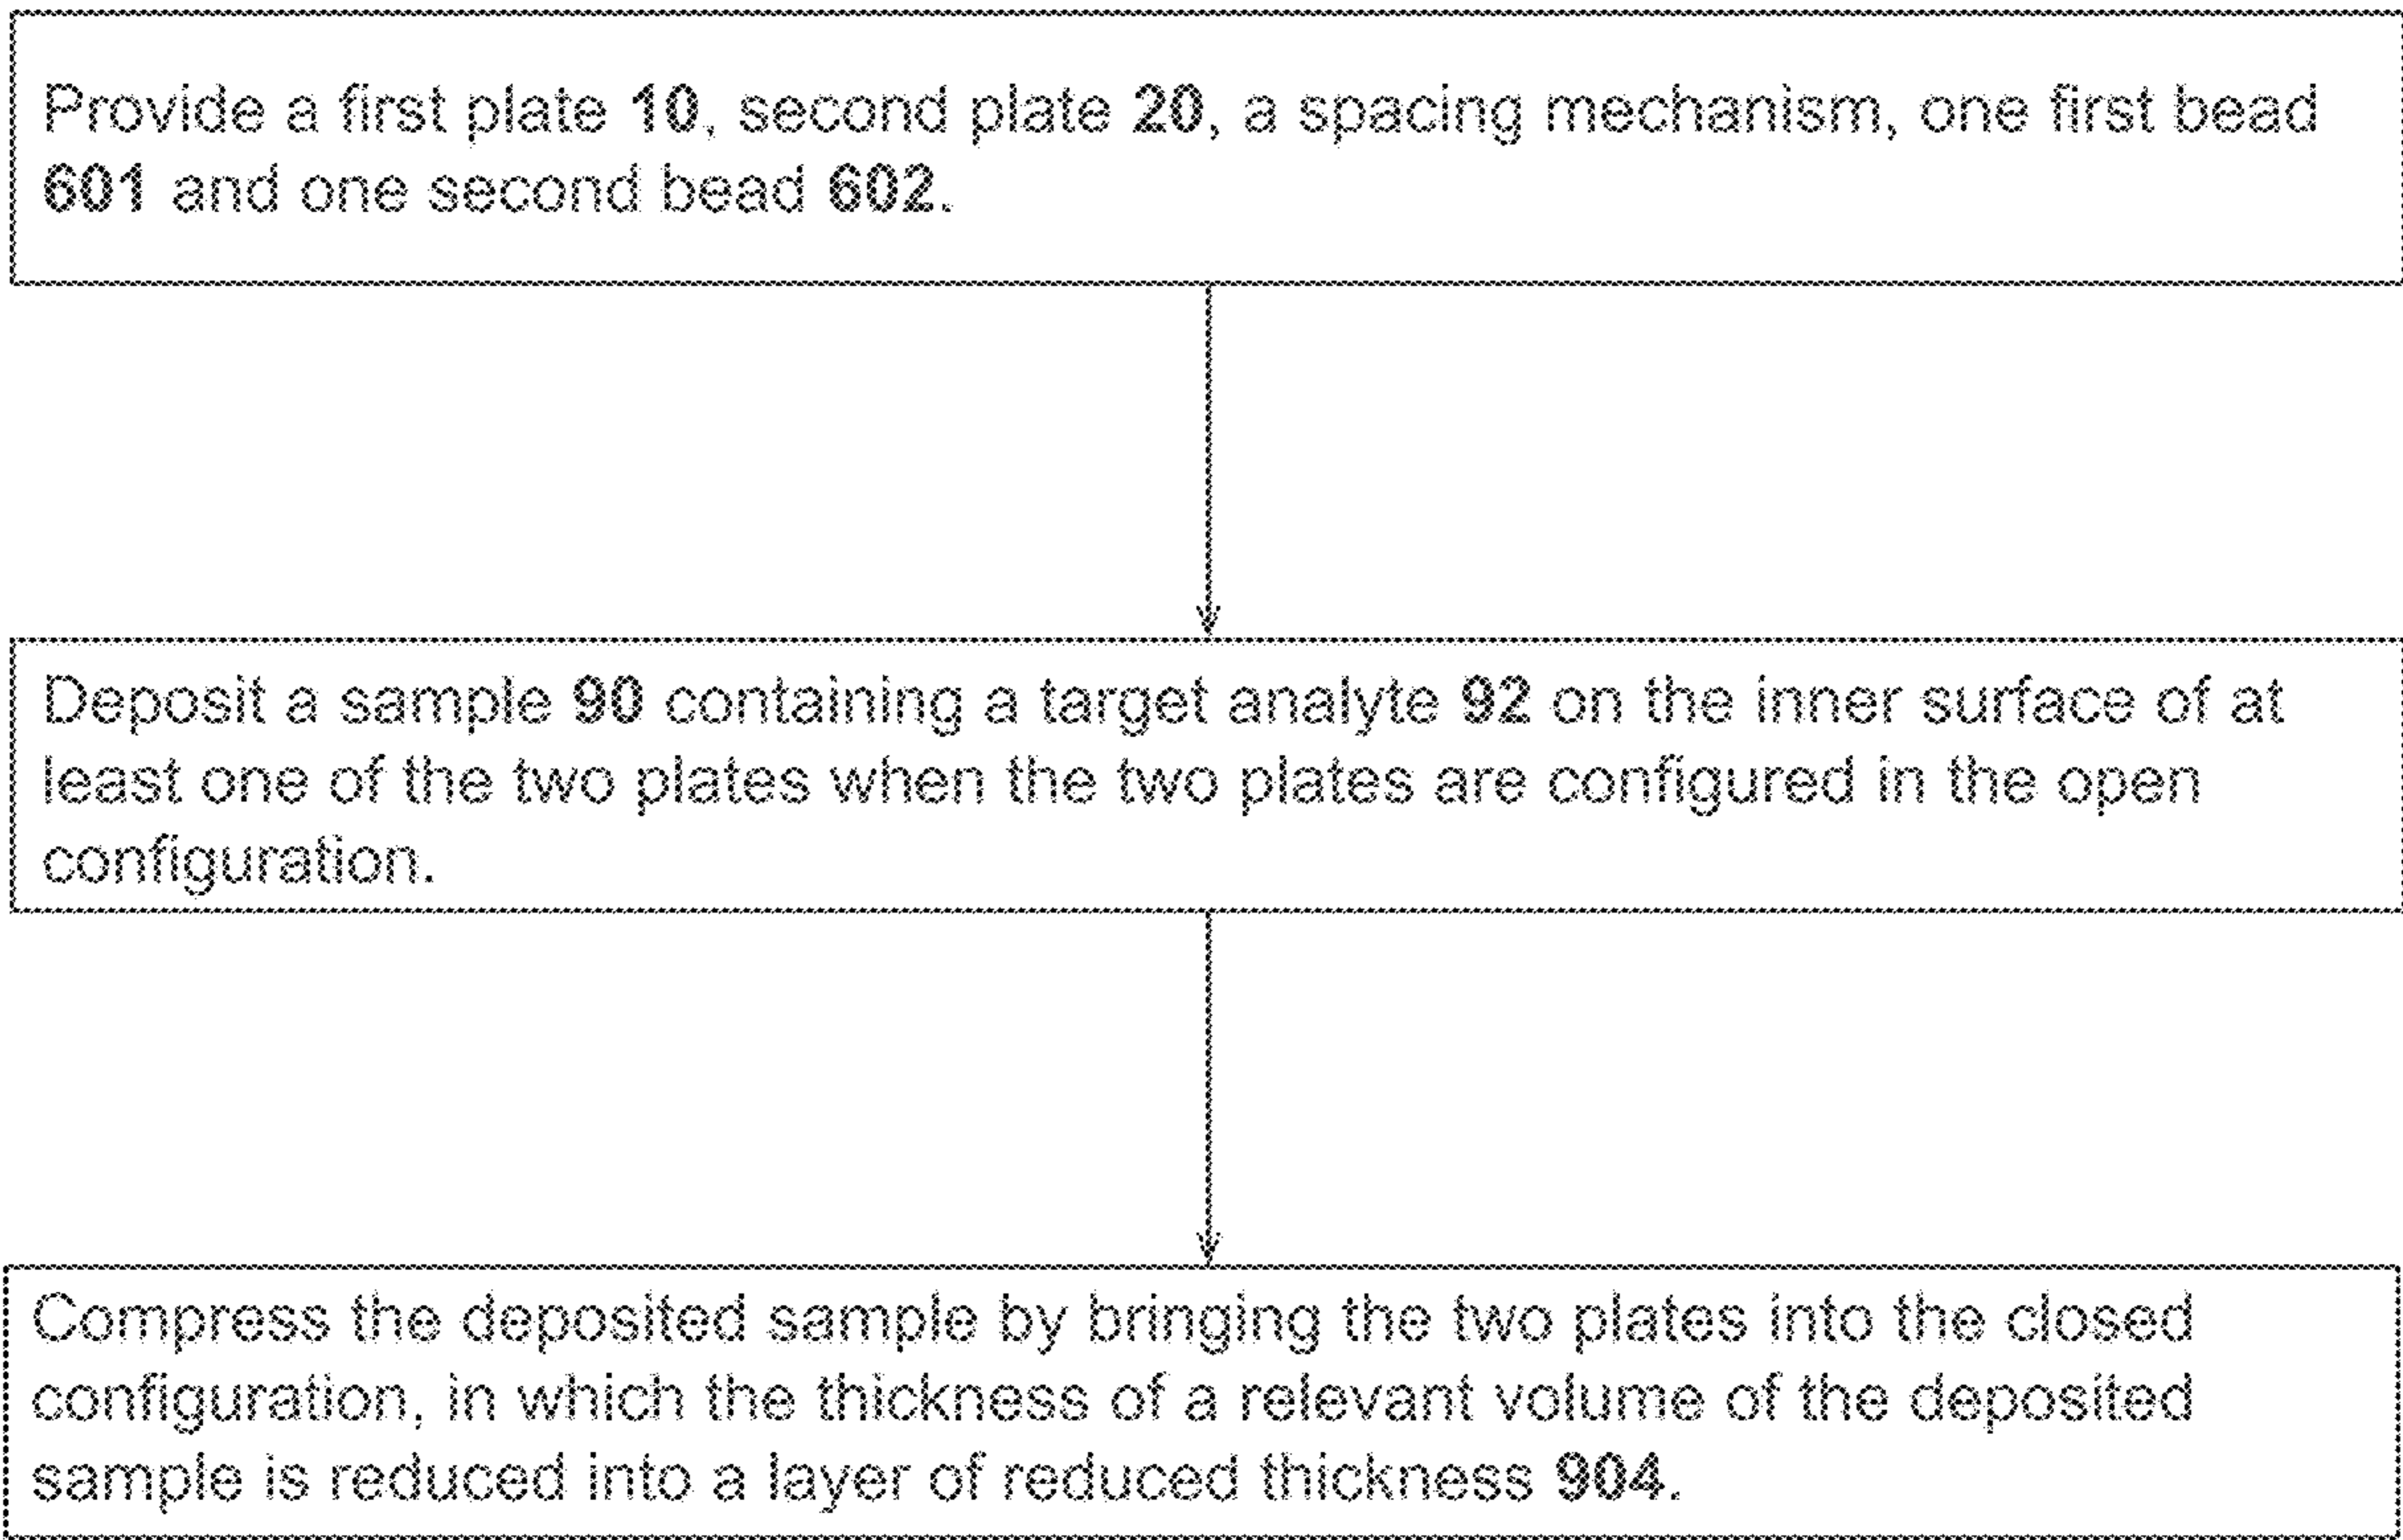 Provide a first plate 10, second plate 20, a spacing mechanism, one first bead
601 and one second bead 602.
Deposit a sample 90 containing a target analyte 92 on the inner surface of at
least one of the two plates when the two plates are configured in the open
configuration.
Compress the deposited sample by bringing the two plates into the closed
configuration, in which the thickness of a relevant volume of the deposited
sample is reduced into a layer of reduced thickness 904.